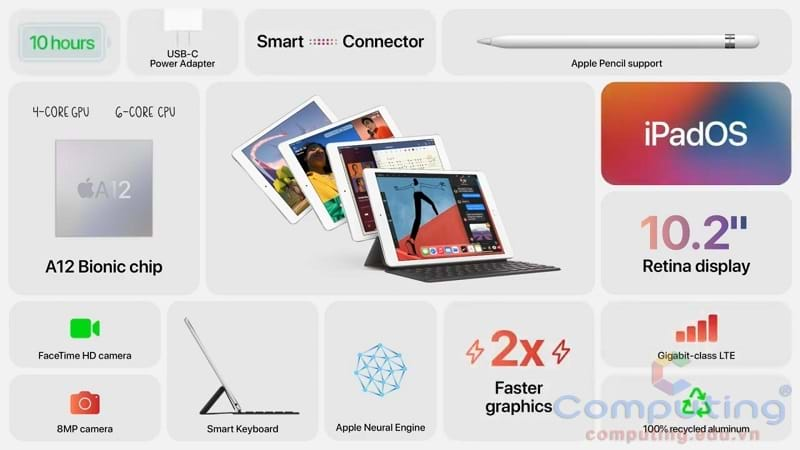 10 hours
USB-C
Power Adapter
Smart Connector
Apple Pencil support
4-CORE GPU 6-CORE CPU
A12
A12 Bionic chip
iPadOS
10.2"
Retina display
FaceTime HD camera
8MP camera
Smart Keyboard
Apple Neural Engine
2x
Faster
graphics
Gigabit-class LTE
100% recycled aluminum
Computing®
computing.edu.vn